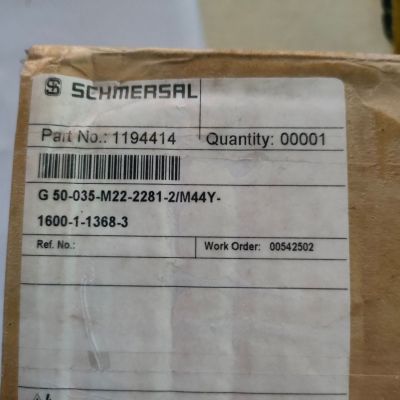 SCHMERSAL
Part No.: 1194414 Quantity: 00001
G 50-035-M22-2281-2/M44Y-
1600-1-1368-3
Ref. No.: Work Order: 00542502